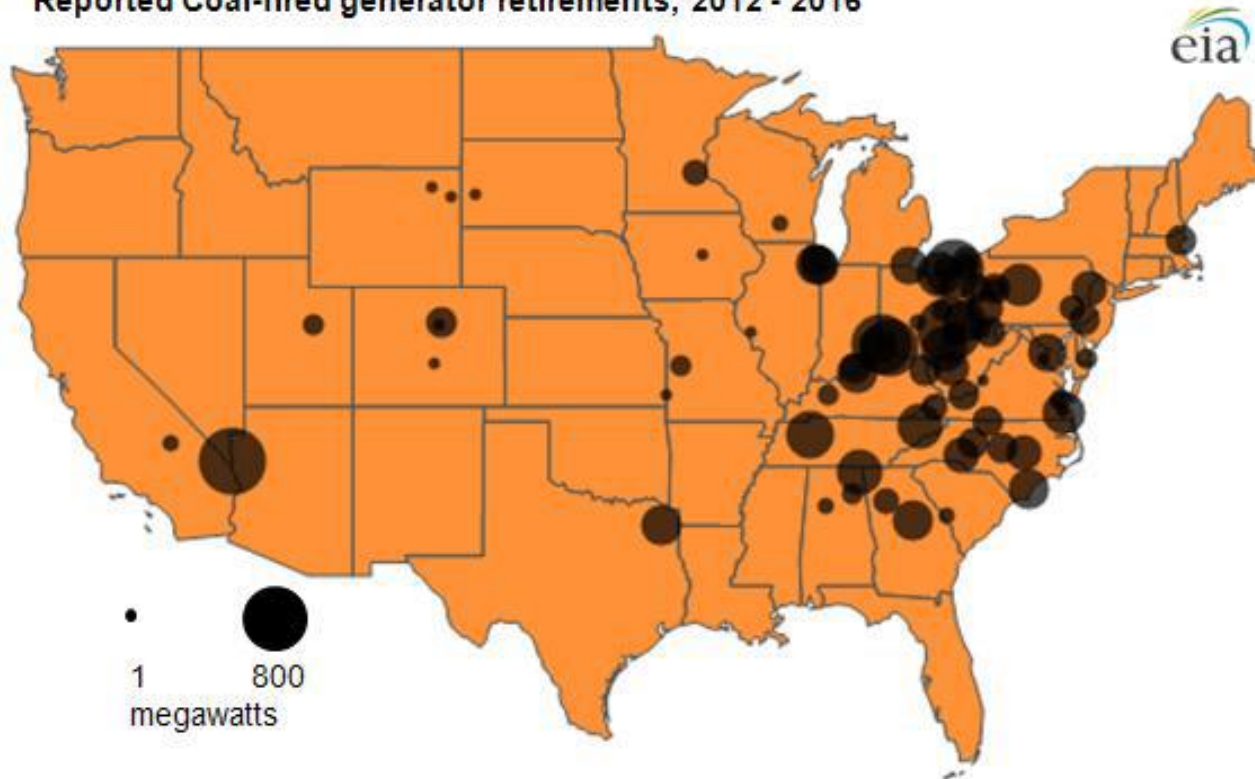 Reported Coal-fired generator retirements, 2012 - 2016
eia
1 800
megawatts